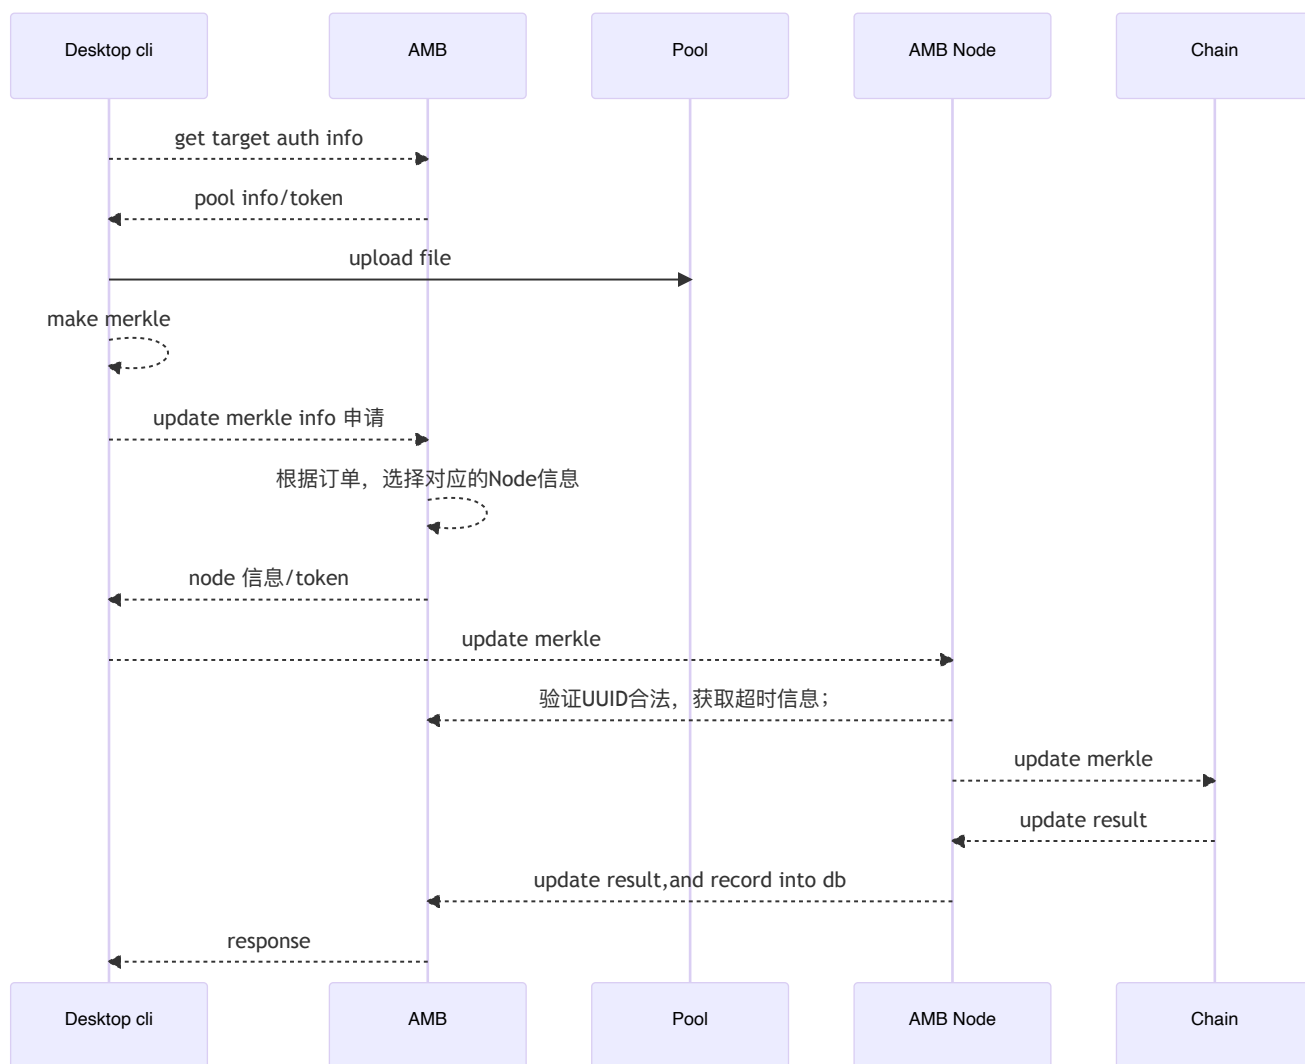 Desktop cli
AMB
Pool
AMB Node
Chain
get target auth info
pool info/token
upload file
make merkle
update merkle info 申请
根据订单，选择对应的Node信息
node 信息/token
update merkle
验证UUID合法，获取超时信息；
update merkle
update result
update result,and record into db
response
Desktop cli
AMB
Pool
AMB Node
Chain